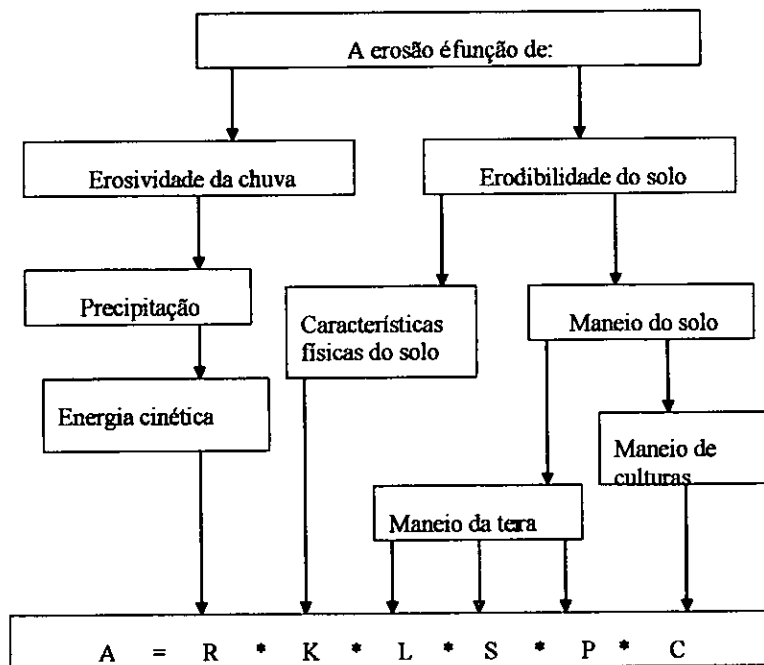 A erosão éfunção de:
Erosividade da chuva
Erodibilidade do solo
Precipitação
Características
físicas do solo
Maneio do solo
Energia cinética
Maneio de
culturas
Maneio da terra
A = R * K * L * S * P * C